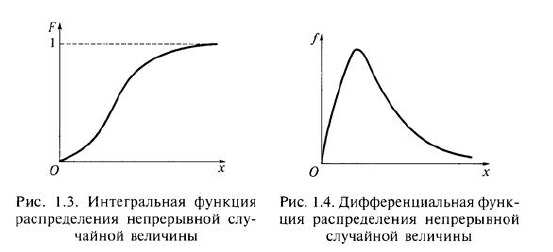 F
1
O
x
Рис. 1.3. Интегральная функция
распределения непрерывной слу-
чайной величины
f
O
x
Рис. 1.4. Дифференциальная функ-
ция распределения непрерывной
случайной величины